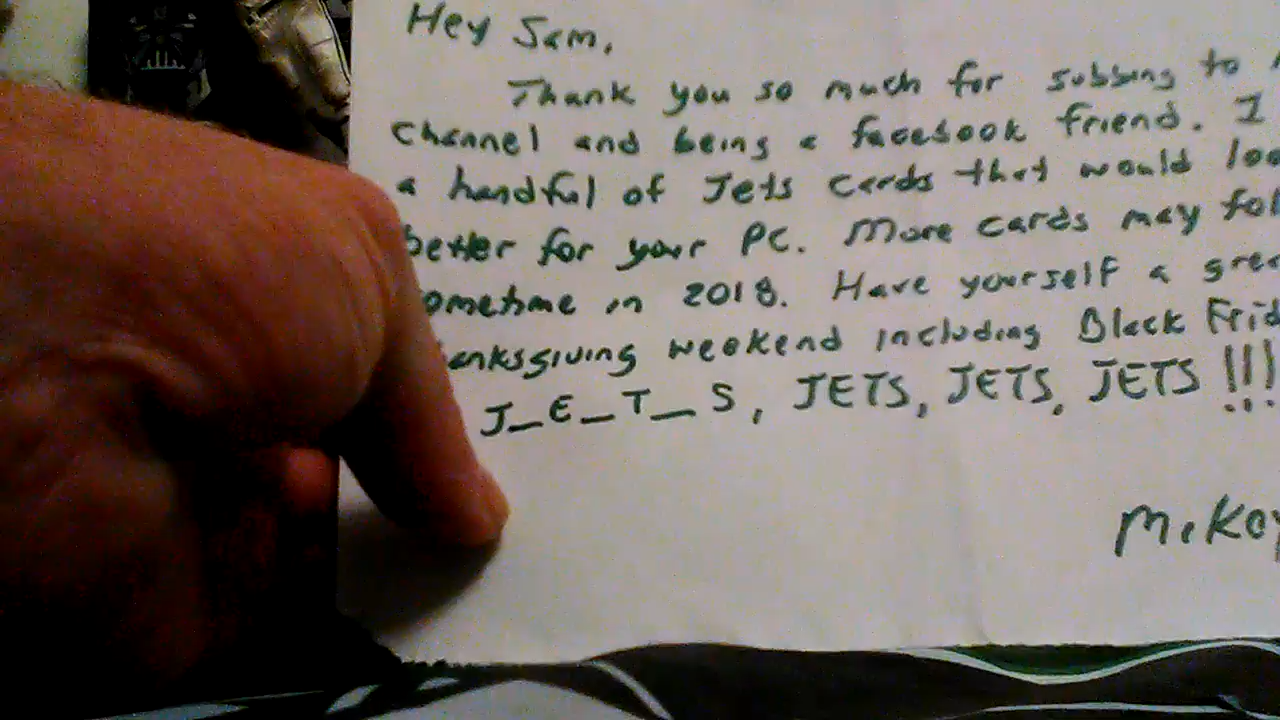 Hey Sam,
Thank you so much for subbing to
Channel and being a facebook friend. I
a handful of Jets cards that would
better for your PC. More cards may
ometime in 2018. Have yourself a
anksgiving weekend including Black
J_E_T_S, JETS, JETS, JETS!!!